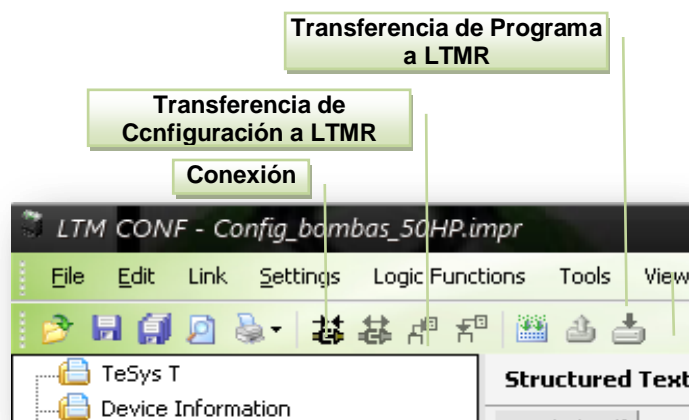 Transferencia de Programa
a LTMR
Transferencia de
Ccnfiguración a LTMR
Conexión
LTM CONF - Config_bombas_50HP.impr
File Edit Link Settings Logic Functions Tools View
TeSys T
Structured Text
Device Information